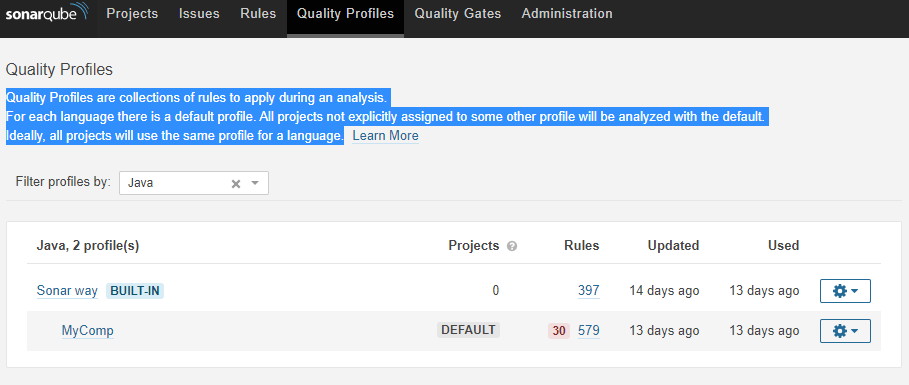 sonarqube Projects Issues Rules Quality Profiles Quality Gates Administration
Quality Profiles
Quality Profiles are collections of rules to apply during an analysis.
For each language there is a default profile. All projects not explicitly assigned to some other profile will be analyzed with the default.
Ideally, all projects will use the same profile for a language. Learn More
Filter profiles by: Java
Java, 2 profile(s) Projects ? Rules Updated Used
Sonar way BUILT-IN 0 397 14 days ago 13 days ago
MyComp DEFAULT 30 579 13 days ago 13 days ago